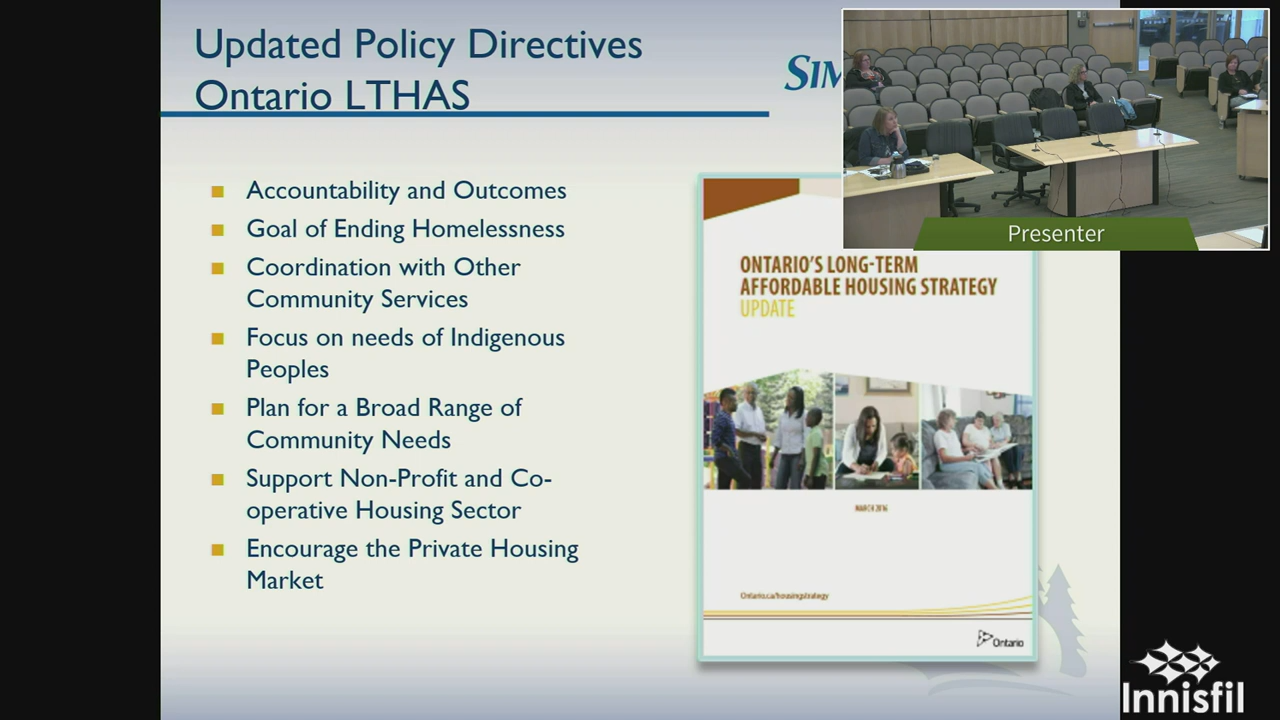 Updated Policy Directives
Ontario LTHAS
SIM
Presenter
Accountability and Outcomes
Goal of Ending Homelessness
Coordination with Other
Community Services
Focus on needs of Indigenous
Peoples
Plan for a Broad Range of
Community Needs
Support Non-Profit and Co-
operative Housing Sector
Encourage the Private Housing
Market
ONTARIO'S LONG-TERM
AFFORDABLE HOUSING STRATEGY
UPDATE
MARCH 2016
Ontario.ca/housingstrategy
Ontario
Innisfil